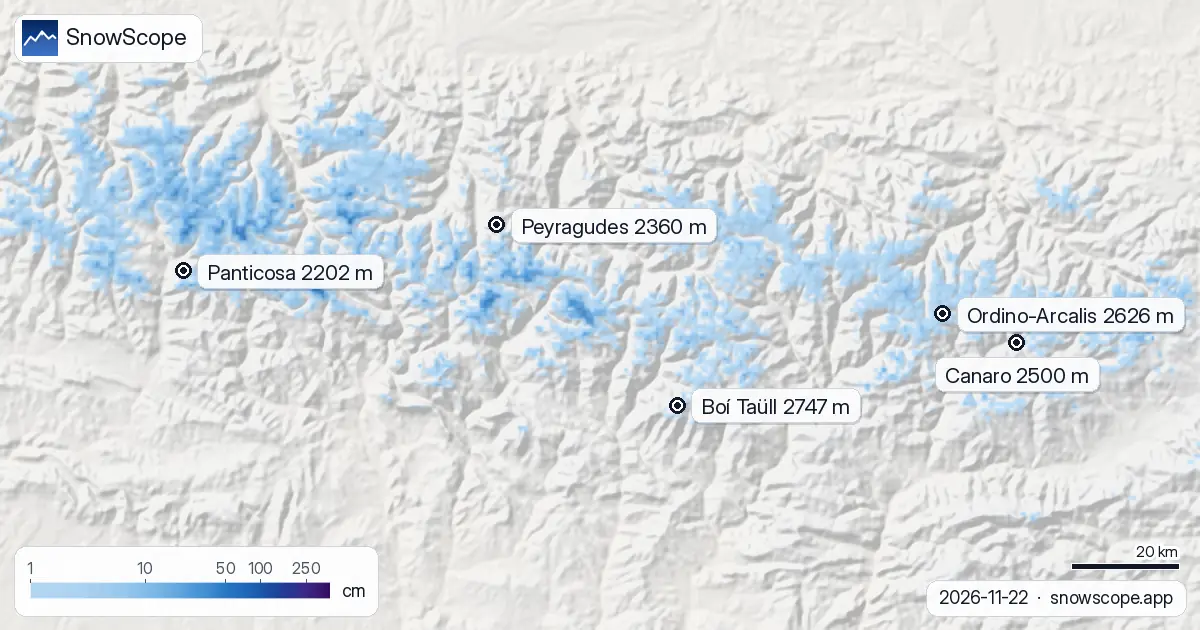 SnowScope
Peyragudes 2360 m
Panticosa 2202 m
Ordino-Arcalis 2626 m
Canaro 2500 m
Boí Taüll 2747 m
1 10 50 100 250
cm
20 km
2026-11-22 · snowscope.app